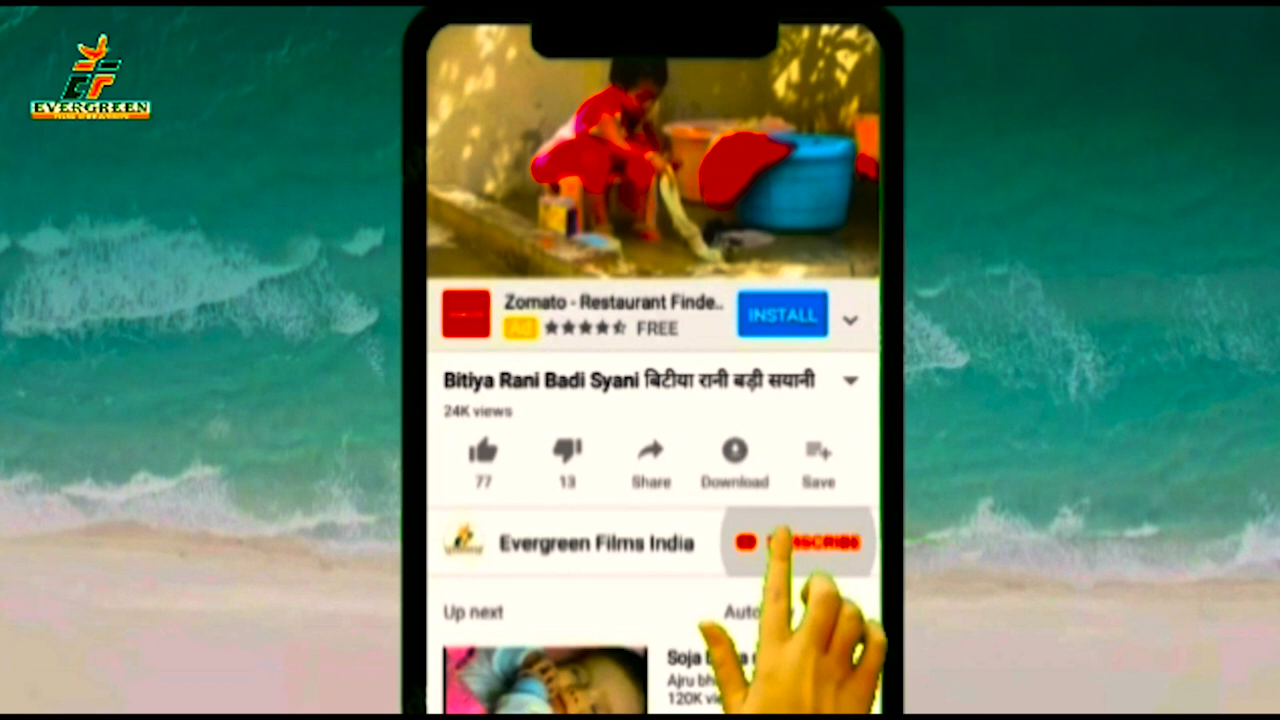 EVERGREEN
Zomato - Restaurant Finde..
INSTALL
Ad
FREE
Bitiya Rani Badi Syani बिटीया रानी बड़ी सयानी
24K views
77
13
Share
Download
Save
Evergreen Films India
Up next
Soja
Ajru
120K